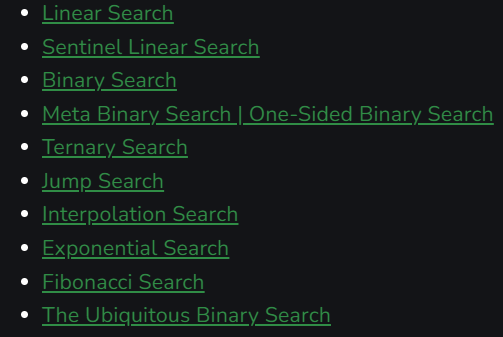 Linear Search
Sentinel Linear Search
Binary Search
Meta Binary Search | One-Sided Binary Search
Ternary Search
Jump Search
Interpolation Search
Exponential Search
Fibonacci Search
The Ubiquitous Binary Search